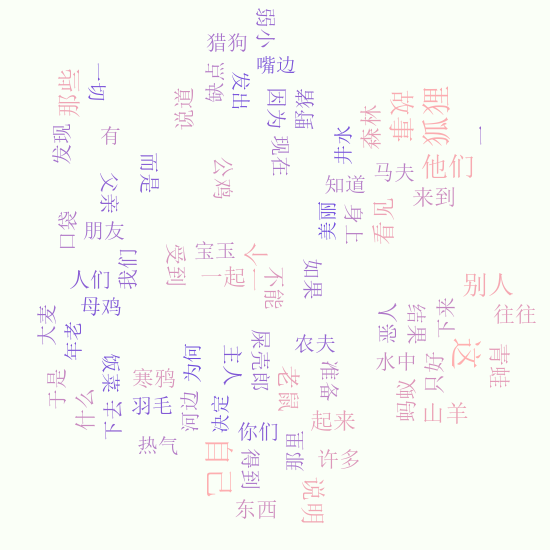 弱小
猎狗
嘴边
一切
那些
缺点
发出
说道
因为
教理
狐狸
故事
森林
井水
一
发现
有
现在
而是
公鸡
他们
马夫
知道
来到
父亲
美丽
身上
看见
口袋
朋友
我们
受到
宝玉
个
一起
不能
如果
人们
母鸡
别人
往往
大麦
年老
恶人
结果
下来
农夫
屎壳郎
主人
为何
饭菜
寒鸦
这
青蛙
水中
只好
于是
什么
下去
羽毛
河边
决定
老鼠
准备
蚂蚁
山羊
起来
热气
你们
自己
得到
那里
许多
东西
说明